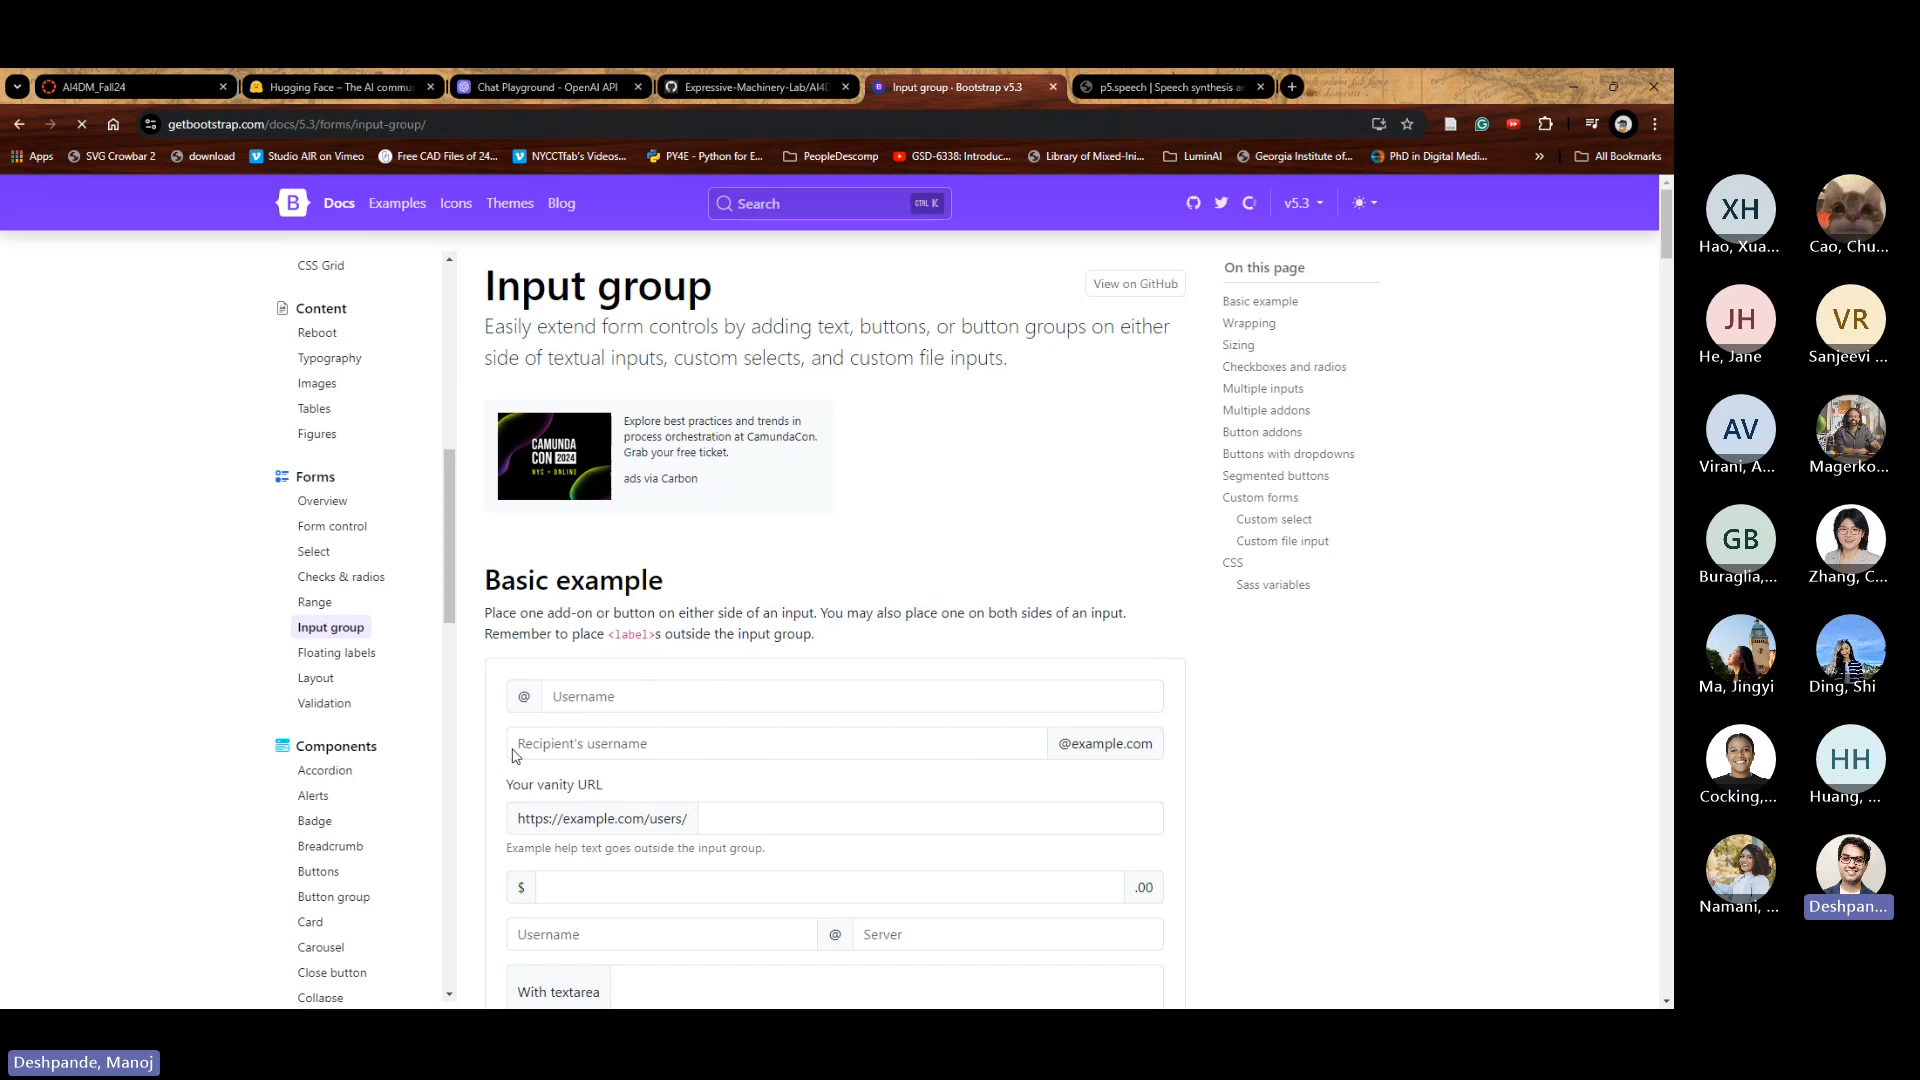 AI4DM_Fall24
Hugging Face – The AI commu
Chat Playground - OpenAI API
Expressive-Machinery-Lab/AI4D
Input group · Bootstrap v5.3
p5.speech | Speech synthesis ar
getbootstrap.com/docs/5.3/forms/input-group/
Apps
SVG Crowbar 2
download
Studio AIR on Vimeo
Free CAD Files of 24...
NYCCTfab's Videos...
PY4E - Python for E...
PeopleDescomp
GSD-6338: Introduc...
Library of Mixed-Ini...
LuminAI
Georgia Institute of...
PhD in Digital Medi...
»
All Bookmarks
B
Docs
Examples
Icons
Themes
Blog
Search
CTRL K
v5.3
CSS Grid
Content
Reboot
Typography
Images
Tables
Figures
Forms
Overview
Form control
Select
Checks & radios
Range
Input group
Floating labels
Layout
Validation
Components
Accordion
Alerts
Badge
Breadcrumb
Buttons
Button group
Card
Carousel
Close button
Collapse
Input group
View on GitHub
Easily extend form controls by adding text, buttons, or button groups on either
side of textual inputs, custom selects, and custom file inputs.
CAMUNDA
CON 2024
NYC + ONLINE
Explore best practices and trends in
process orchestration at CamundaCon.
Grab your free ticket.
ads via Carbon
Basic example
Place one add-on or button on either side of an input. You may also place one on both sides of an input.
Remember to place <label>s outside the input group.
@ Username
Recipient's username @example.com
Your vanity URL
https://example.com/users/
Example help text goes outside the input group.
$ .00
Username @ Server
With textarea
On this page
Basic example
Wrapping
Sizing
Checkboxes and radios
Multiple inputs
Multiple addons
Button addons
Buttons with dropdowns
Segmented buttons
Custom forms
Custom select
Custom file input
CSS
Sass variables
XH
Hao, Xua...
Cao, Chu...
JH
He, Jane
VR
Sanjeevi ...
AV
Virani, A...
Magerko...
GB
Buraglia,...
Zhang, C...
Ma, Jingyi
Ding, Shi
Cocking,...
HH
Huang, ...
Namani, ...
Deshpan...
Deshpande, Manoj